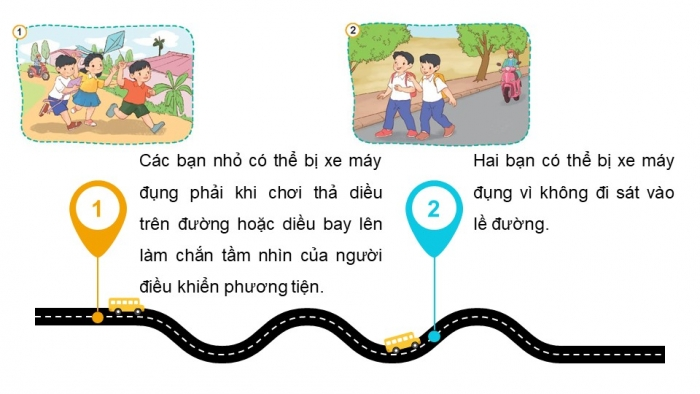 1
2
Các bạn nhỏ có thể bị xe máy
đụng phải khi chơi thả diều
trên đường hoặc diều bay lên
làm chắn tầm nhìn của người
điều khiển phương tiện.
1
Hai bạn có thể bị xe máy
đụng vì không đi sát vào
lề đường.
2